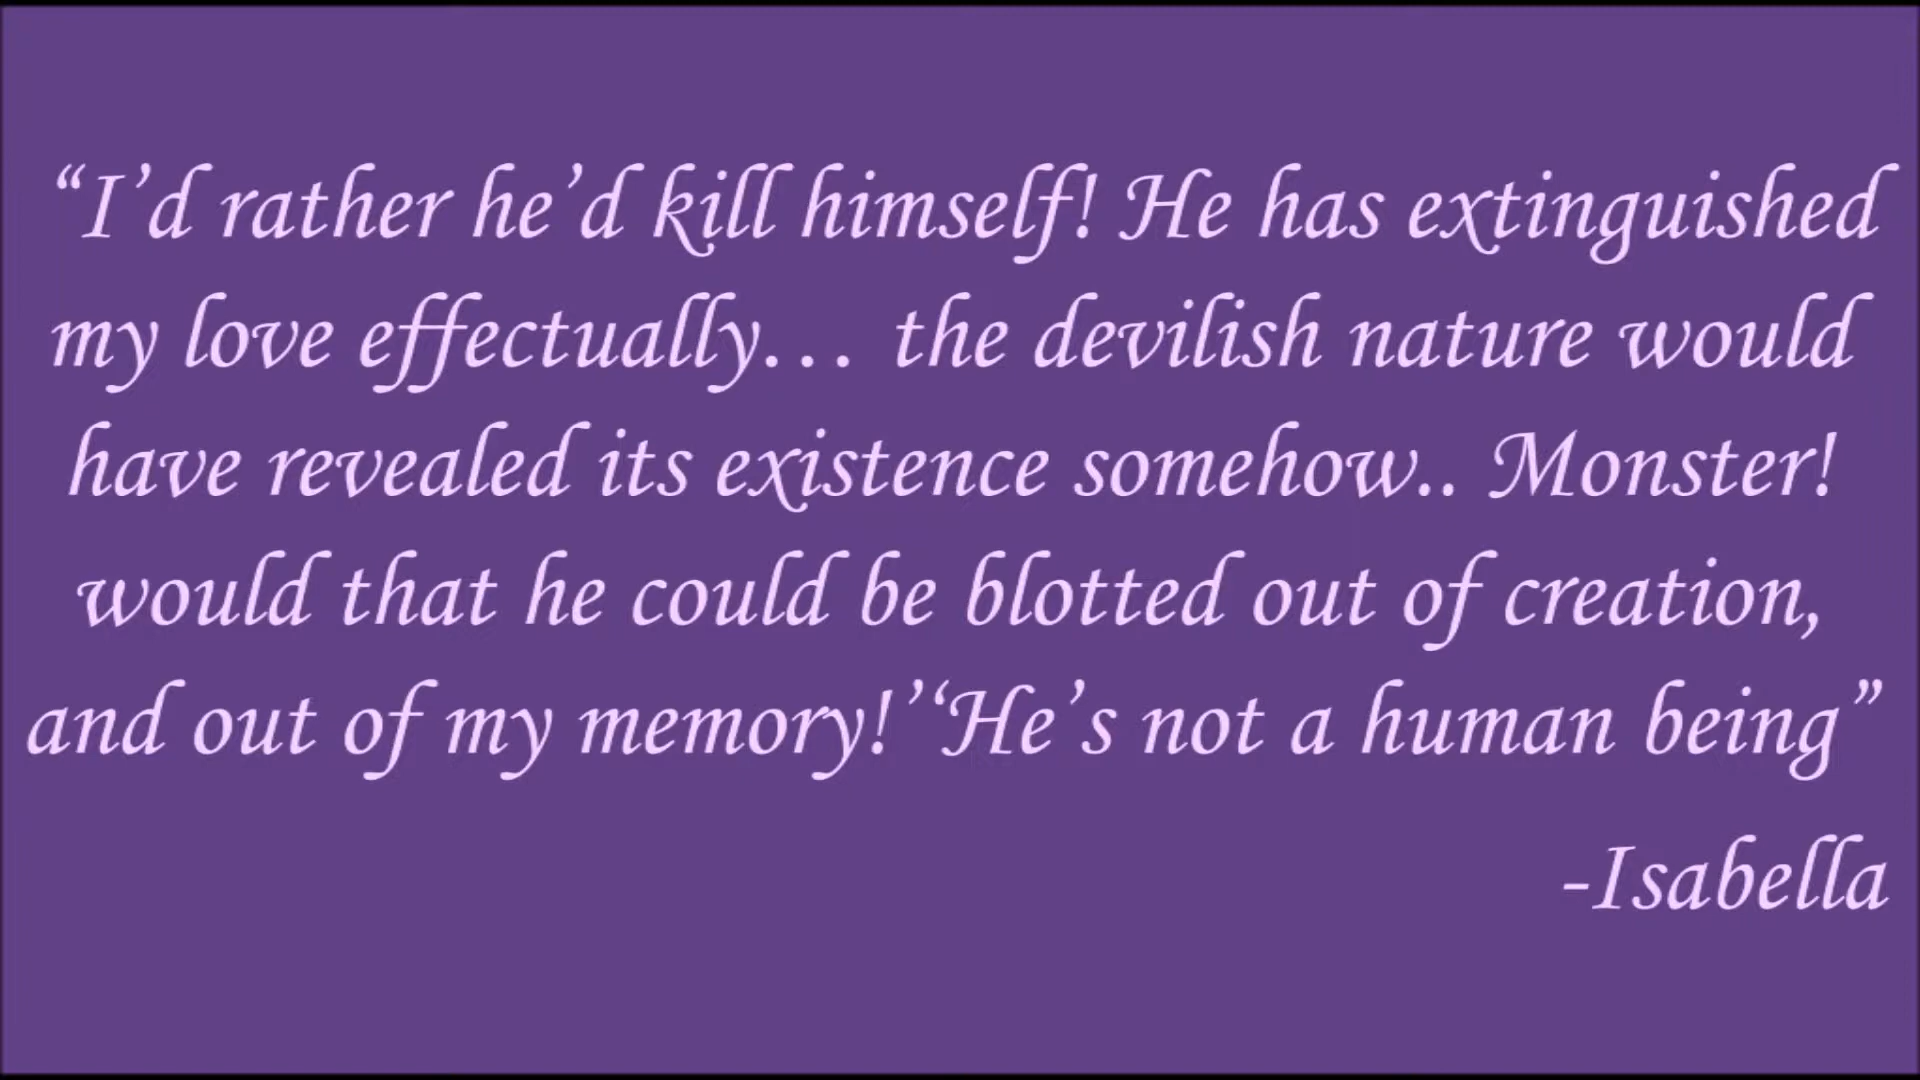 “I’d rather he’d kill himself! He has extinguished
my love effectually… the devilish nature would
have revealed its existence somehow.. Monster!
would that he could be blotted out of creation,
and out of my memory!’‘He’s not a human being”
-Isabella